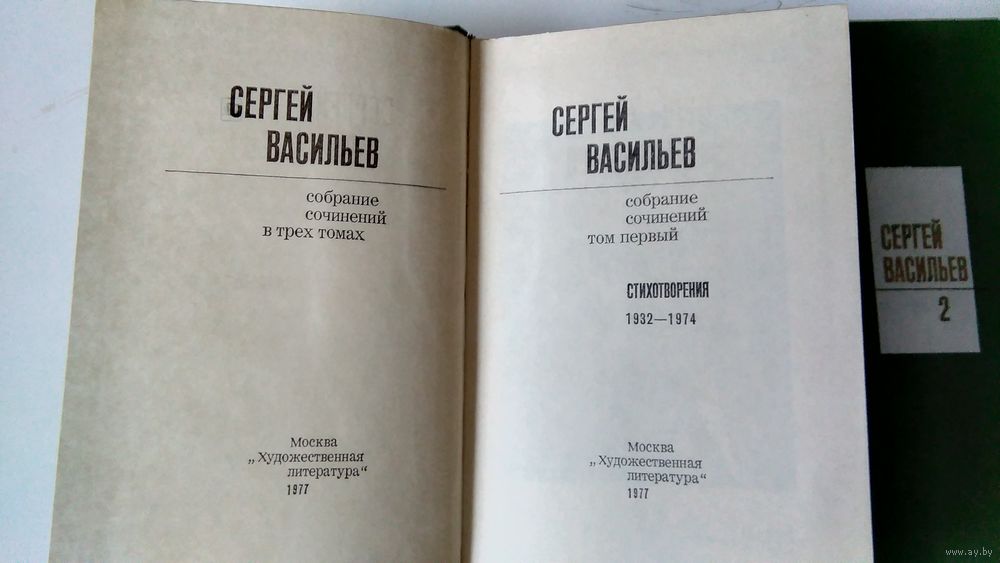 СЕРГЕЙ
ВАСИЛЬЕВ
собрание
сочинений
в трех томах
Москва
„Художественная
литература“
1977
СЕРГЕЙ
ВАСИЛЬЕВ
собрание
сочинений
том первый
СТИХОТВОРЕНИЯ
1932—1974
Москва
„Художественная
литература“
1977
СЕРГЕЙ
ВАСИЛЬЕВ
2
www.ay.by